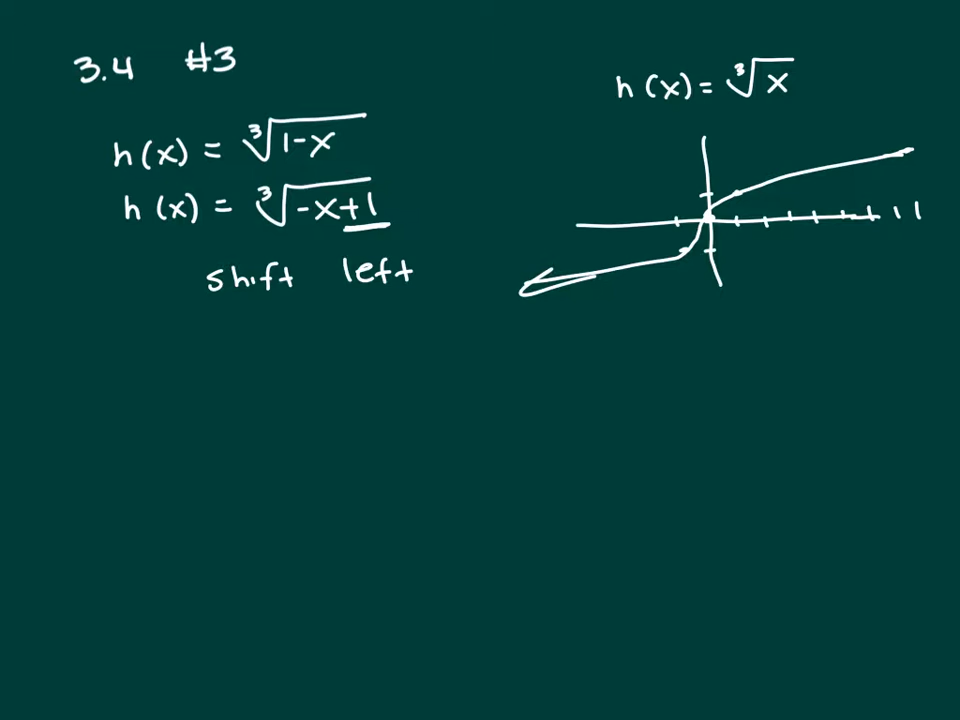 3.4 #3
h(x) = ∛(1-x)
h(x) = ∛(-x+1)
shift left
h(x) = ∛x